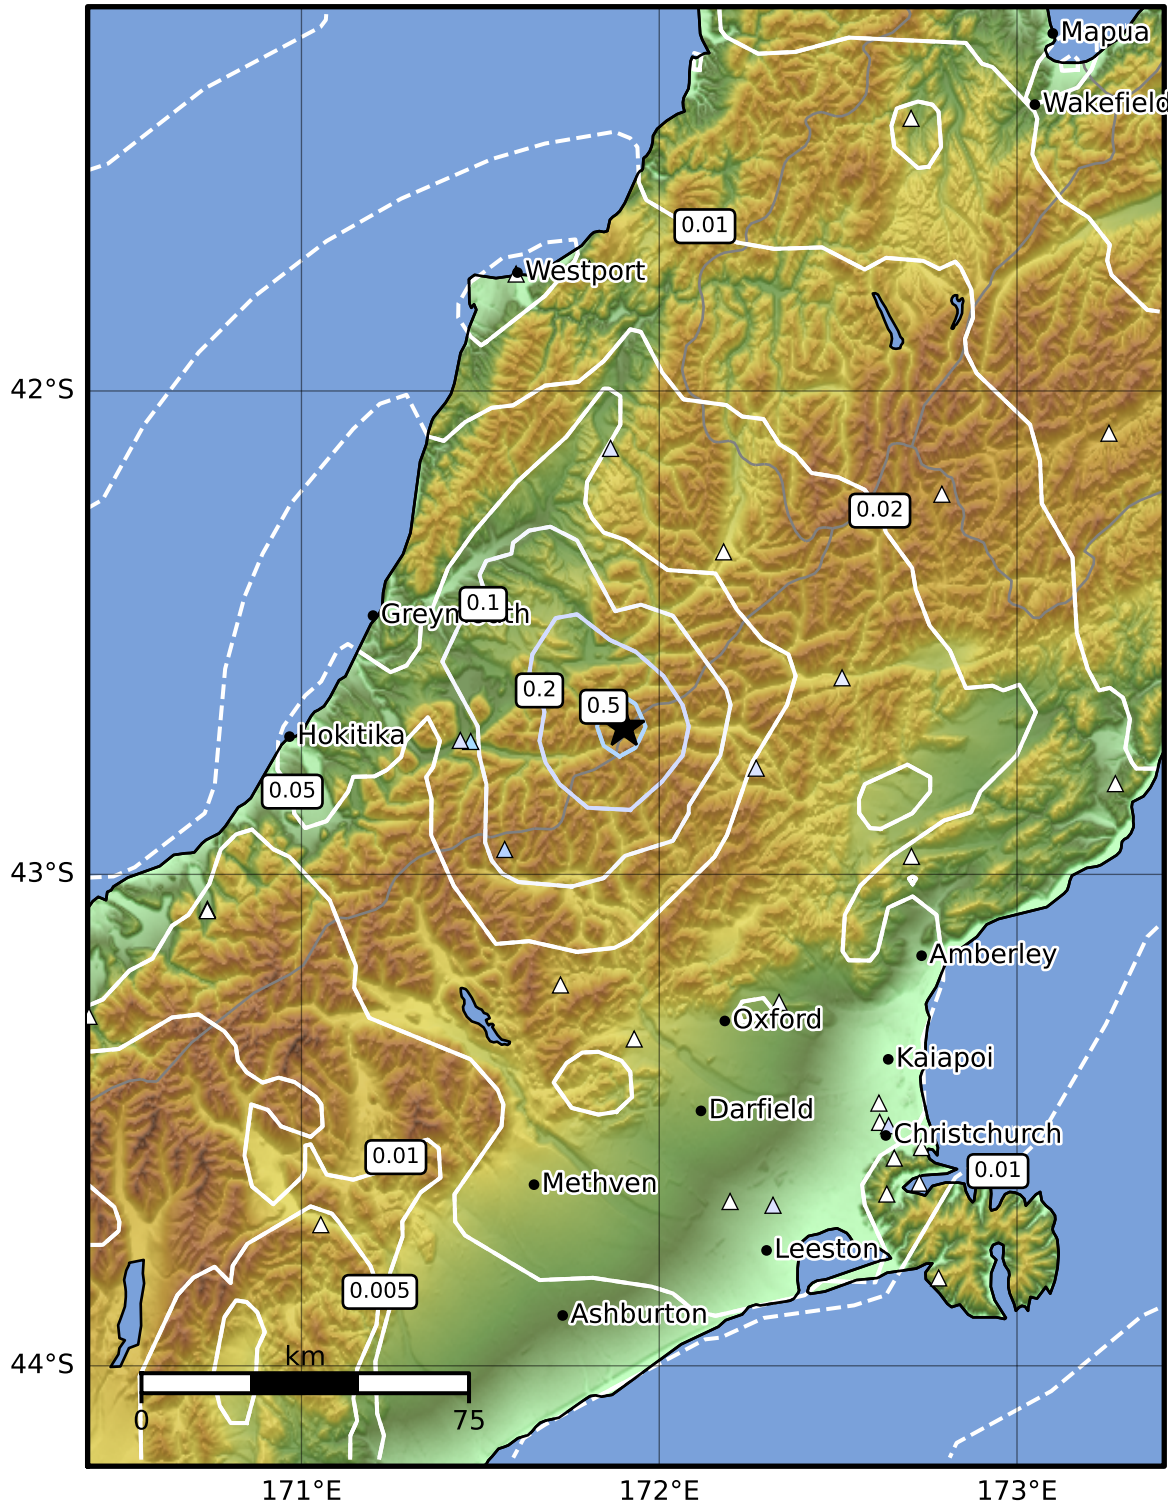 Mapua
Wakefield
0.01
Westport
42°S
0.02
0.1
Greymouth
0.2
0.5
Hokitika
0.05
43°S
Amberley
Oxford
Kaiapoi
Darfield
Christchurch
0.01
0.01
Methven
Leeston
0.005
Ashburton
km
44°S
0
75
171°E
172°E
173°E